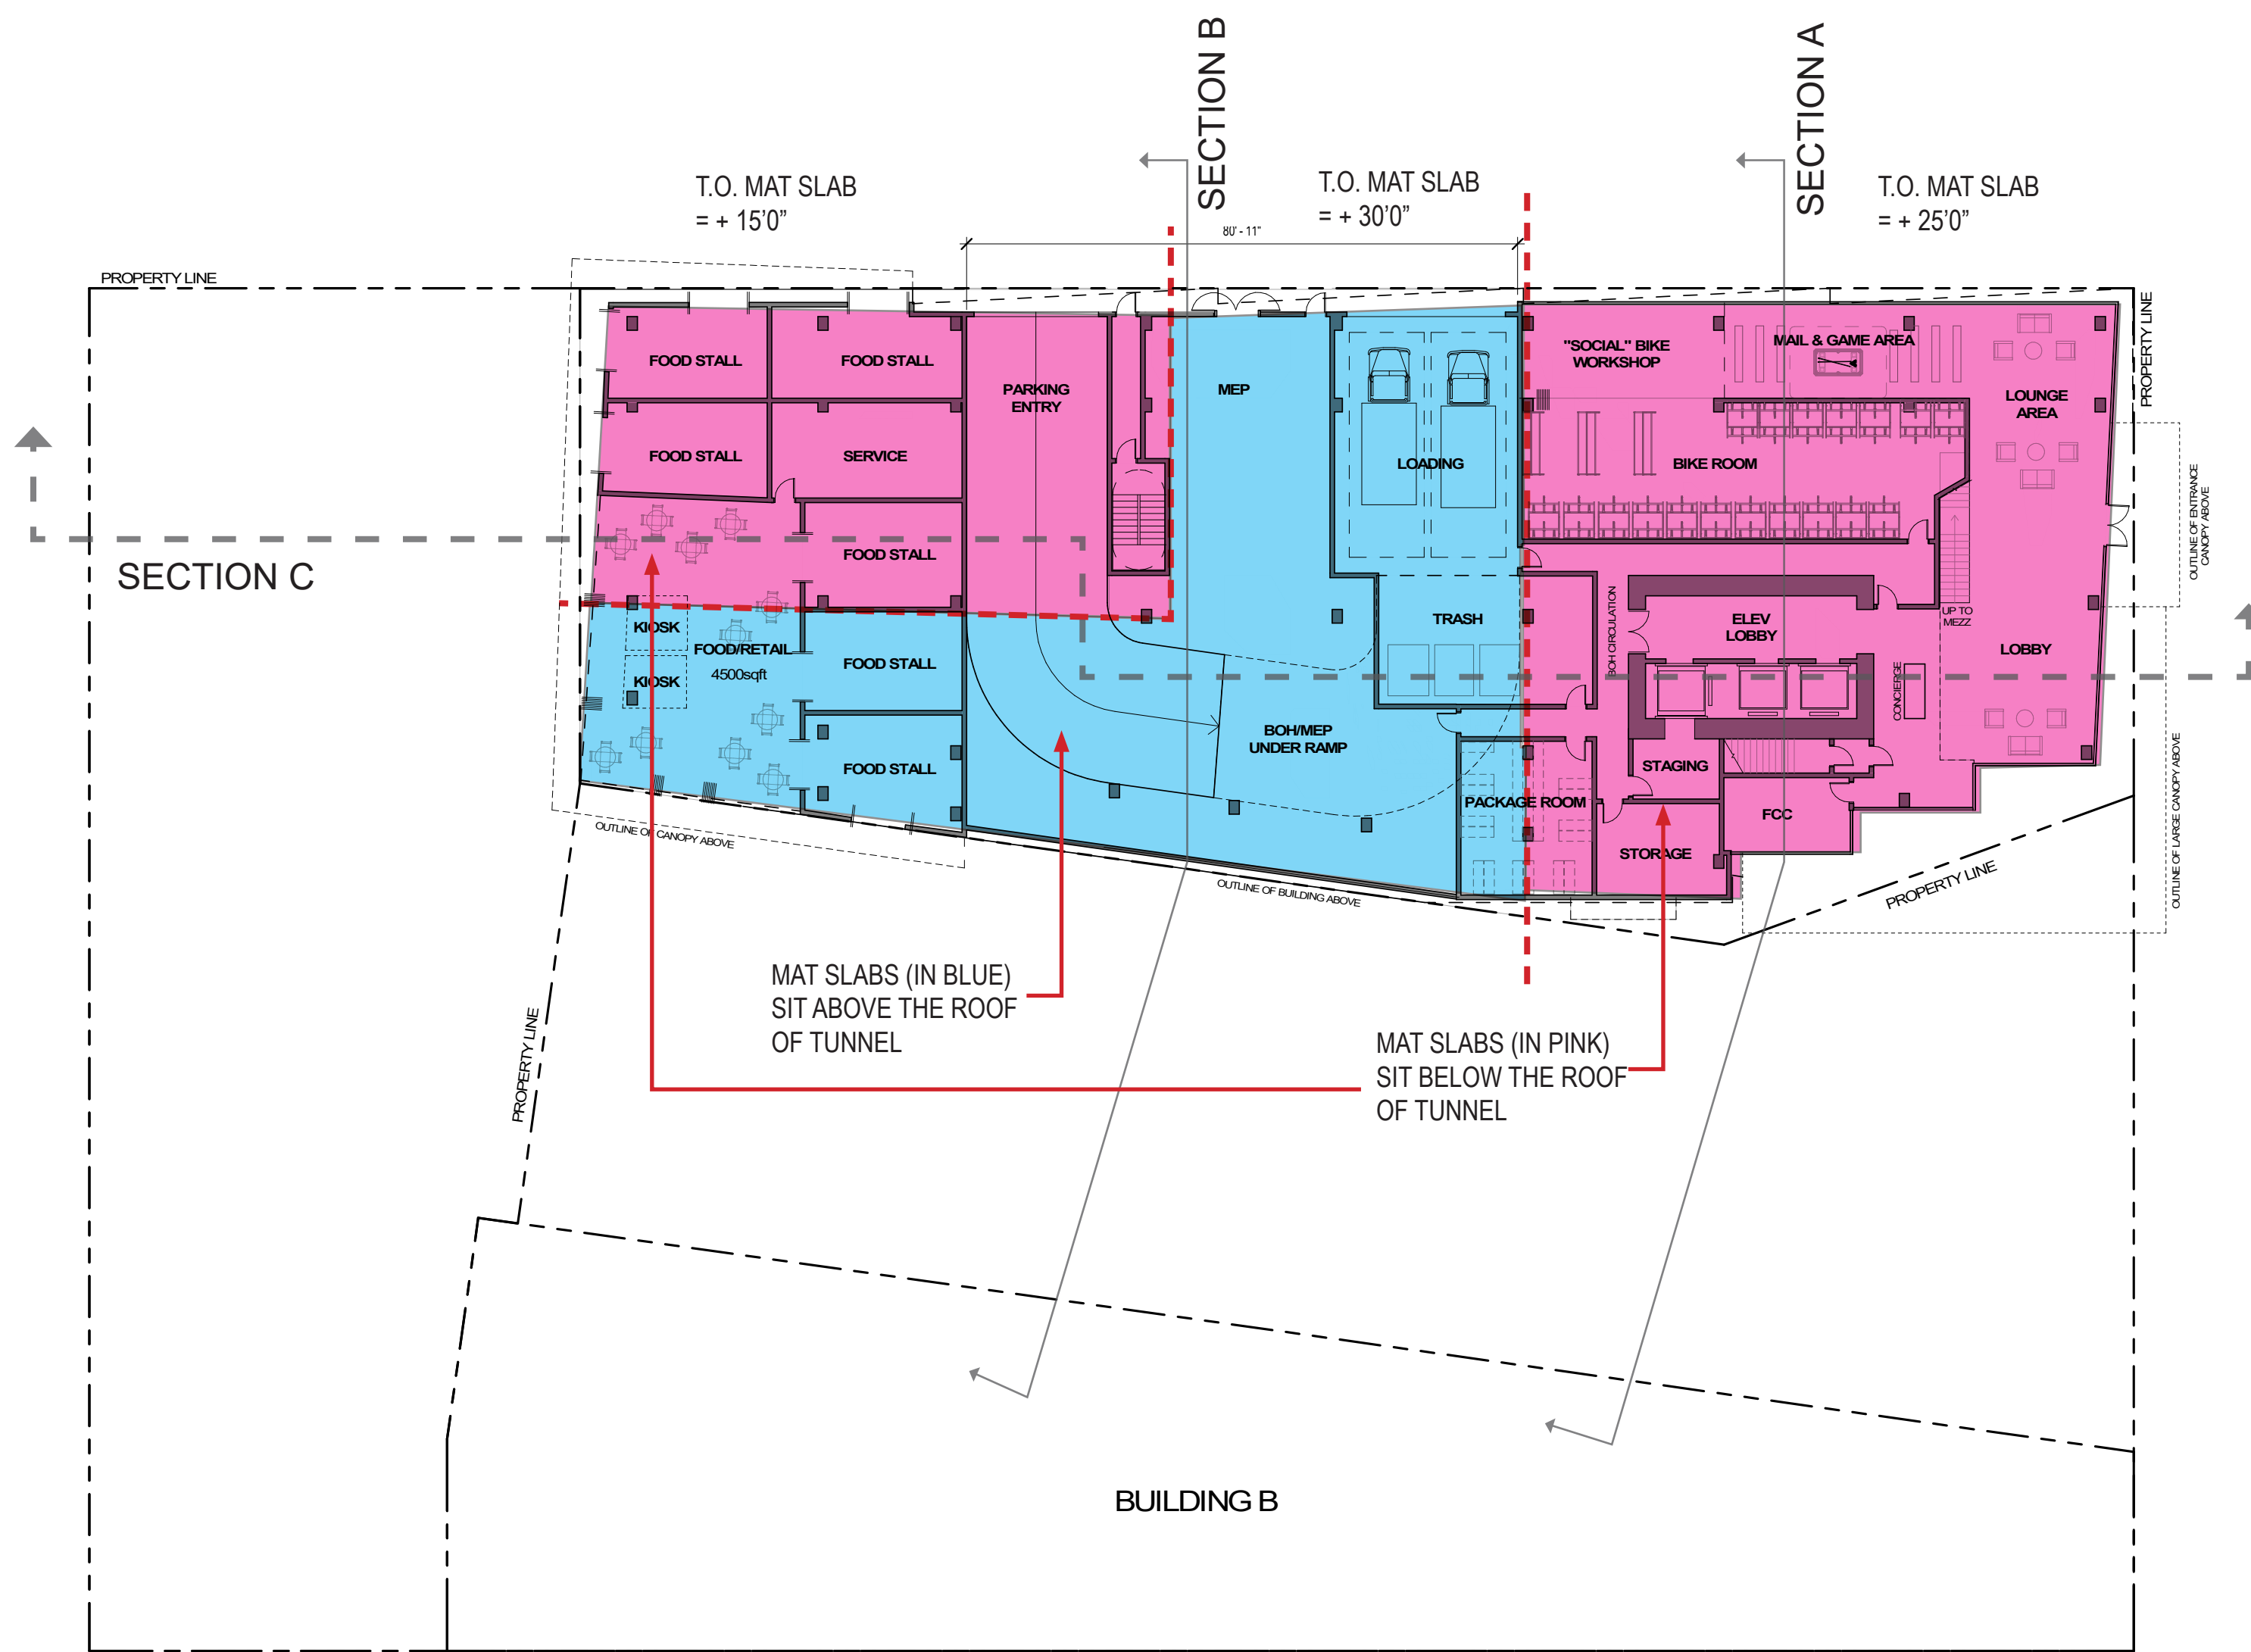 SECTION B
SECTION A
T.O. MAT SLAB
= + 15’0”
T.O. MAT SLAB
= + 30’0”
T.O. MAT SLAB
= + 25’0”
80' - 11"
PROPERTY LINE
PROPERTY LINE
FOOD STALL
FOOD STALL
PARKING
ENTRY
MEP
"SOCIAL" BIKE
WORKSHOP
MAIL & GAME AREA
LOUNGE
AREA
FOOD STALL
SERVICE
LOADING
BIKE ROOM
OUTLINE OF ENTRANCE
CANOPY ABOVE
SECTION C
FOOD STALL
BOH CIRCULATION
UP TO
MEZZ
KIOSK
FOOD/RETAIL
4500sqft
KIOSK
FOOD STALL
TRASH
ELEV
LOBBY
LOBBY
CONCIERGE
BOH/MEP
UNDER RAMP
FOOD STALL
STAGING
PACKAGE ROOM
FCC
STORAGE
OUTLINE OF LARGE CANOPY ABOVE
OUTLINE OF CANOPY ABOVE
OUTLINE OF BUILDING ABOVE
PROPERTY LINE
MAT SLABS (IN BLUE)
SIT ABOVE THE ROOF
OF TUNNEL
PROPERTY LINE
MAT SLABS (IN PINK)
SIT BELOW THE ROOF
OF TUNNEL
BUILDING B